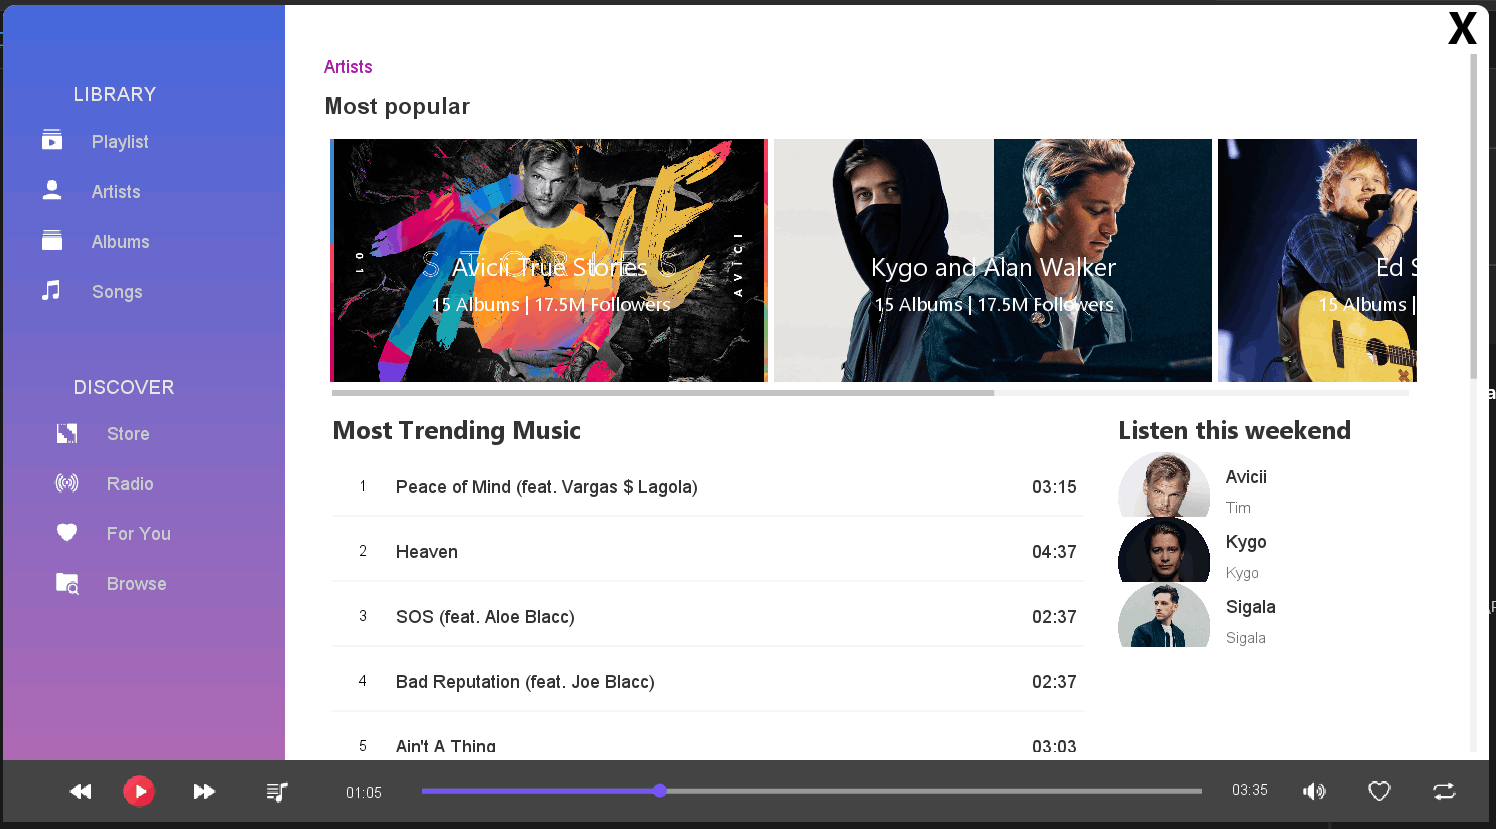 X
LIBRARY
Playlist
Artists
Albums
Songs
DISCOVER
Store
Radio
For You
Browse
Artists
Most popular
STORIES
01
AVICI
Avicii True Stories
15 Albums | 17.5M Followers
Kygo and Alan Walker
15 Albums | 17.5M Followers
Ed S
15 Albums |
Most Trending Music
1 Peace of Mind (feat. Vargas $ Lagola) 03:15
2 Heaven 04:37
3 SOS (feat. Aloe Blacc) 02:37
4 Bad Reputation (feat. Joe Blacc) 02:37
5 Ain't A Thing 03:03
Listen this weekend
Avicii
Tim
Kygo
Kygo
Sigala
Sigala
01:05
03:35